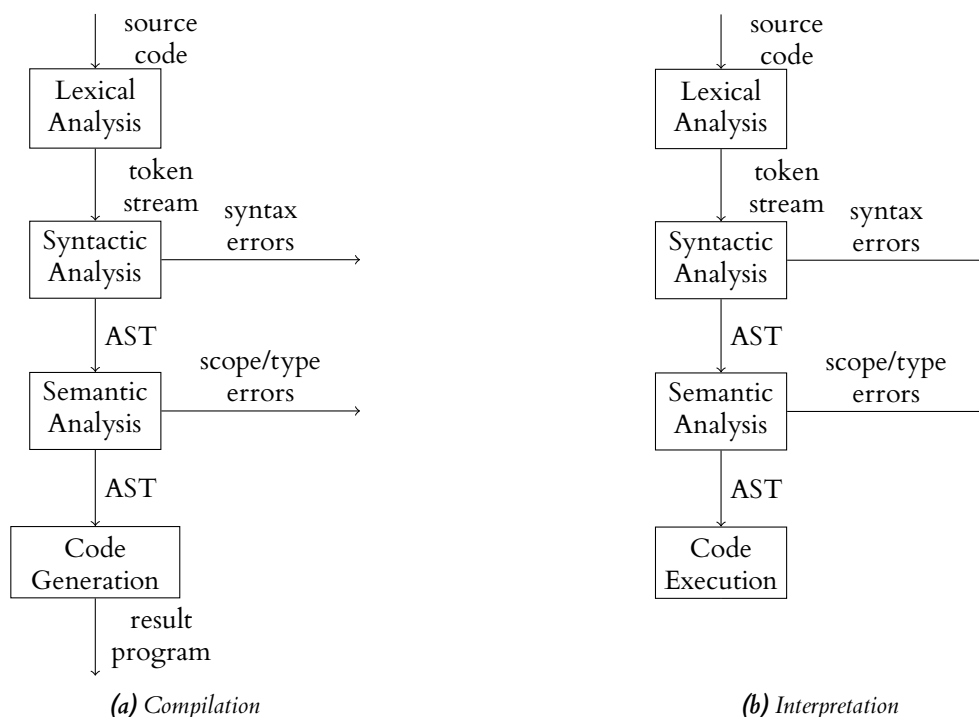 source
code
Lexical
Analysis
token
stream
syntax
errors
Syntactic
Analysis
AST
scope/type
errors
Semantic
Analysis
AST
Code
Generation
result
program
(a) Compilation
source
code
Lexical
Analysis
token
stream
syntax
errors
Syntactic
Analysis
AST
scope/type
errors
Semantic
Analysis
AST
Code
Execution
(b) Interpretation